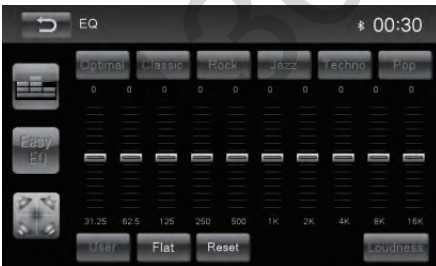 EQ 00:30
Optimal Classic Rock Jazz Techno Pop
0 0 0 0 0 0 0 0 0 0
Easy
EQ
31.25 62.5 125 250 500 1K 2K 4K 8K 16K
User Flat Reset Loudness